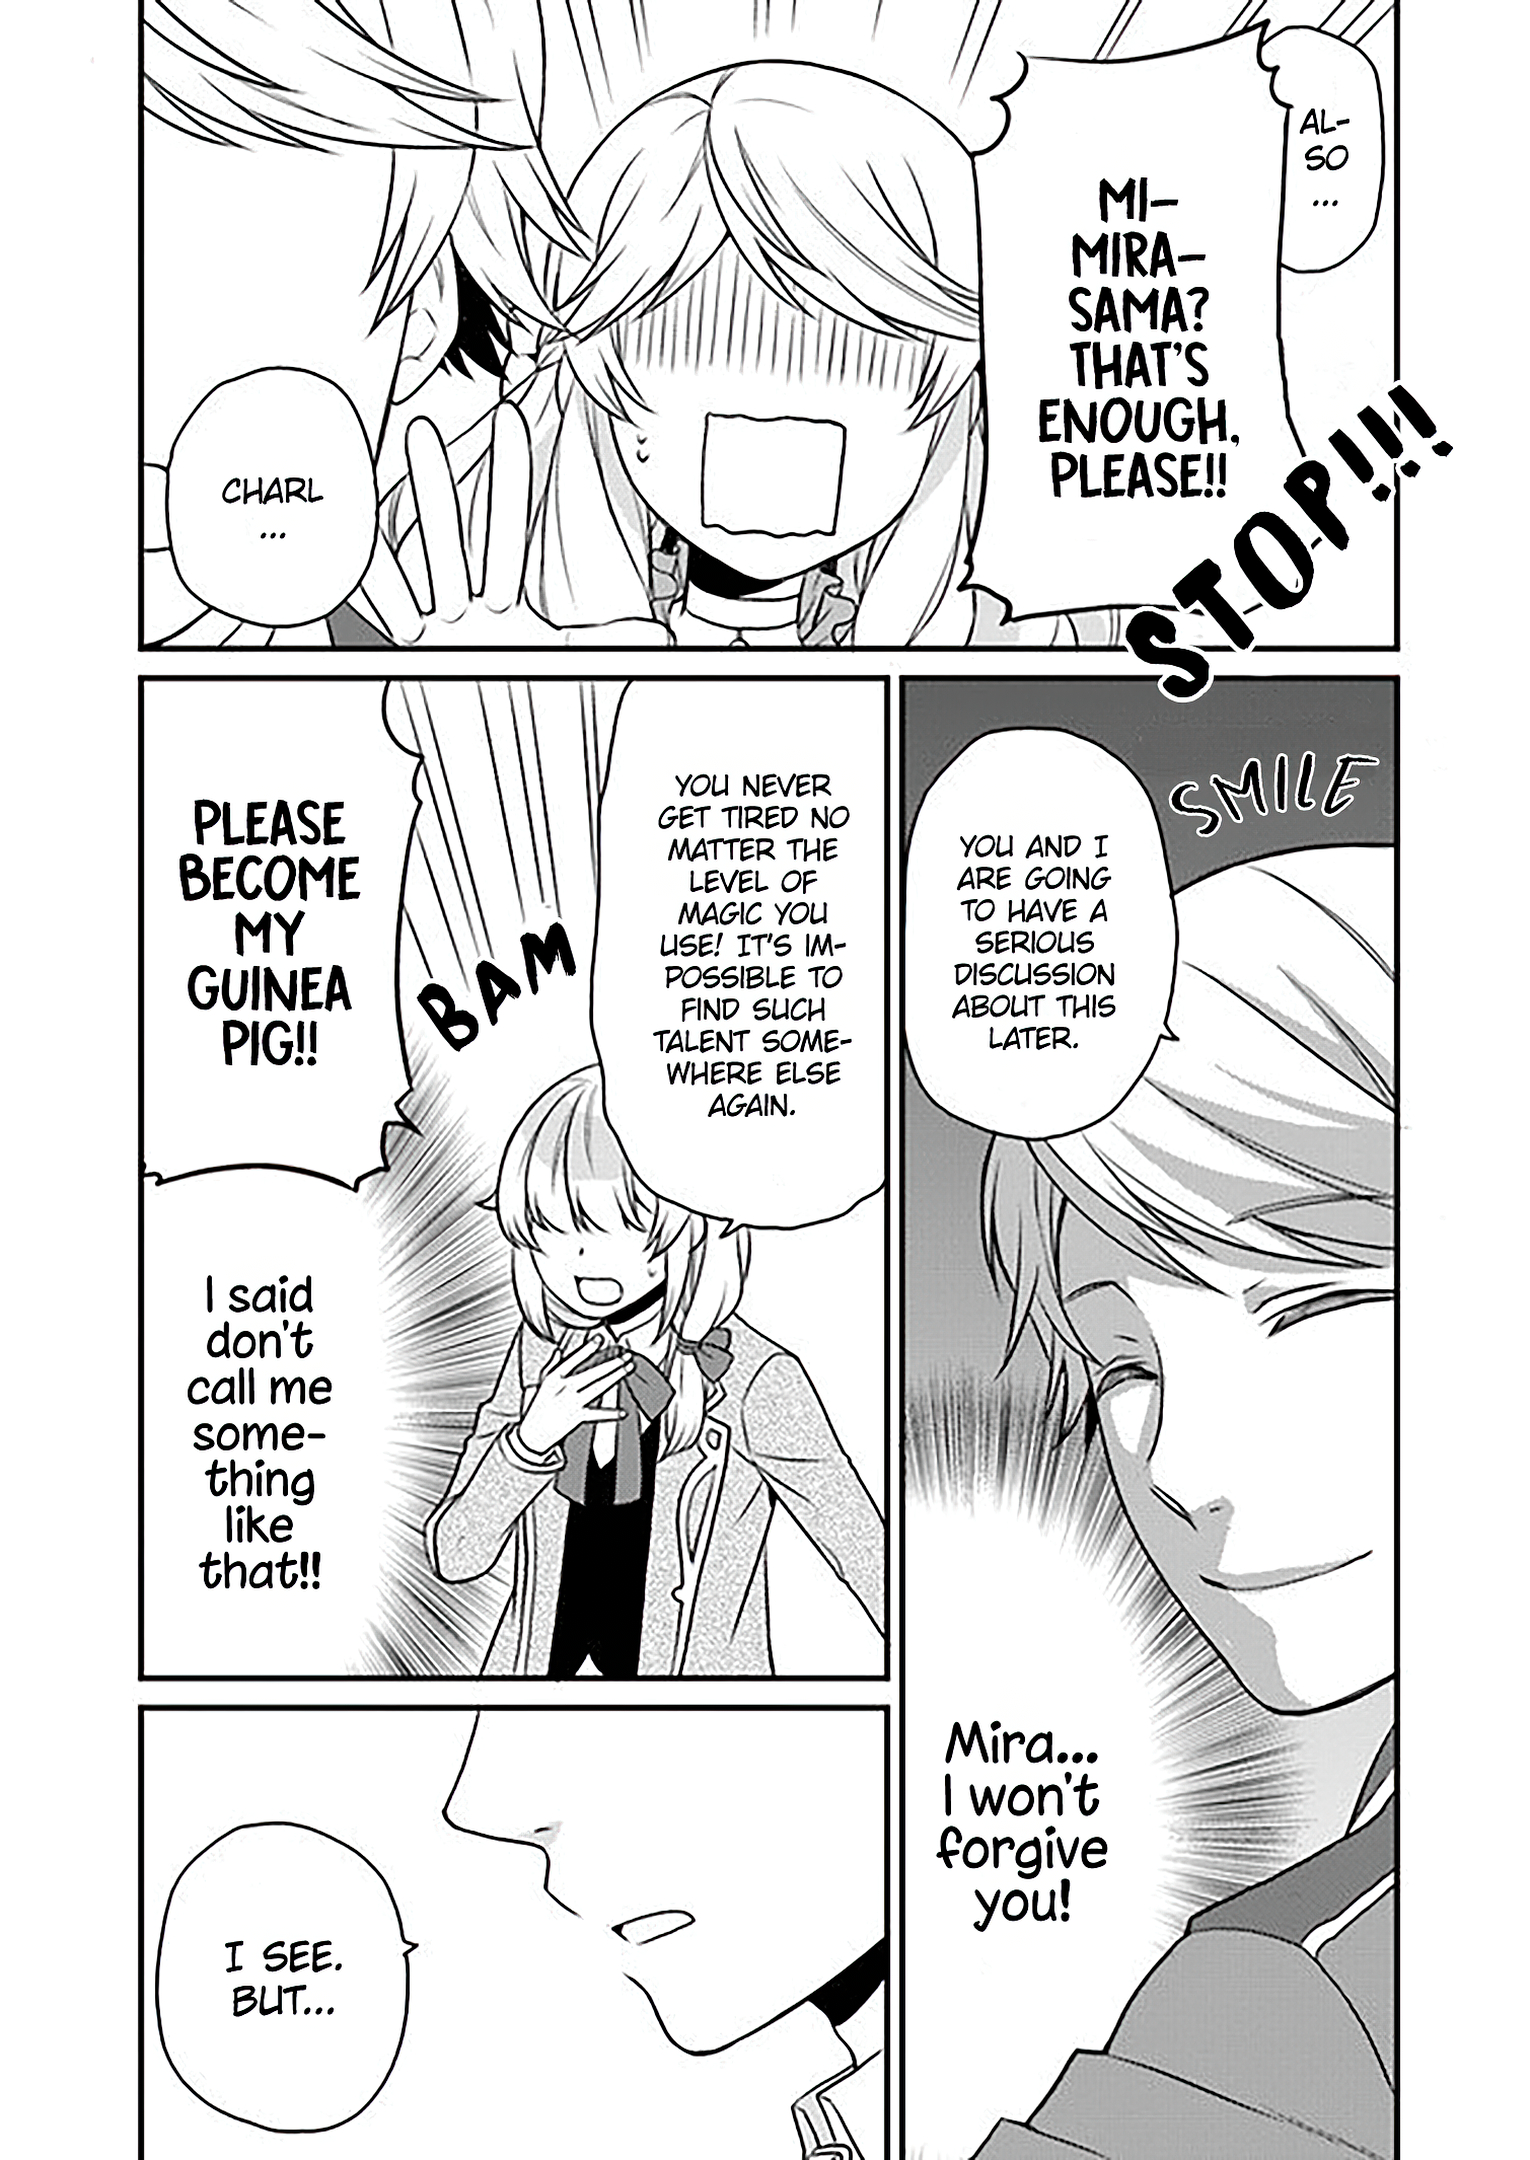 AL-
SO
...
MI-
MIRA-
SAMA?
THAT'S
ENOUGH,
PLEASE!!
STOP!!!
CHARL
...
SMILE
YOU AND I
ARE GOING
TO HAVE A
SERIOUS
DISCUSSION
ABOUT THIS
LATER.
Mira...
I won't
forgive
you!
YOU NEVER
GET TIRED NO
MATTER THE
LEVEL OF
MAGIC YOU
USE! IT'S IM-
POSSIBLE TO
FIND SUCH
TALENT SOME-
WHERE ELSE
AGAIN.
BAM
PLEASE
BECOME
MY
GUINEA
PIG!!
I said
don't
call me
some-
thing
like
that!!
I SEE.
BUT...